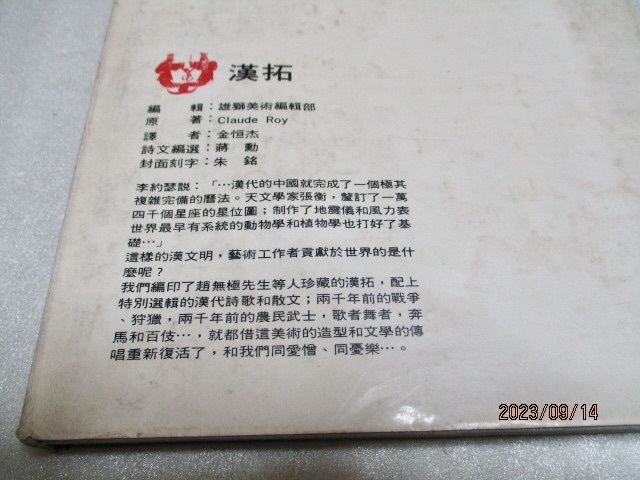 漢拓
編　輯：雄獅美術編輯部
原　著：Claude Roy
譯　者：金恒杰
詩文編選：蔣　勳
封面刻字：朱　銘
李約瑟説：「…漢代的中國就完成了一個極其
複雜完備的曆法。天文學家張衡，釐訂了一萬
四千個星座的星位圖；制作了地震儀和風力表
世界最早有系統的動物學和植物學也打好了基
礎…」
這樣的漢文明，藝術工作者貢獻於世界的是什
麼呢？
我們編印了趙無極先生等人珍藏的漢拓，配上
特別選輯的漢代詩歌和散文；兩千年前的戰爭
、狩獵，兩千年前的農民武士，歌者舞者，奔
馬和百伎…，就都借這美術的造型和文學的傳
唱重新復活了，和我們同愛憎、同憂樂…。
2023/09/14